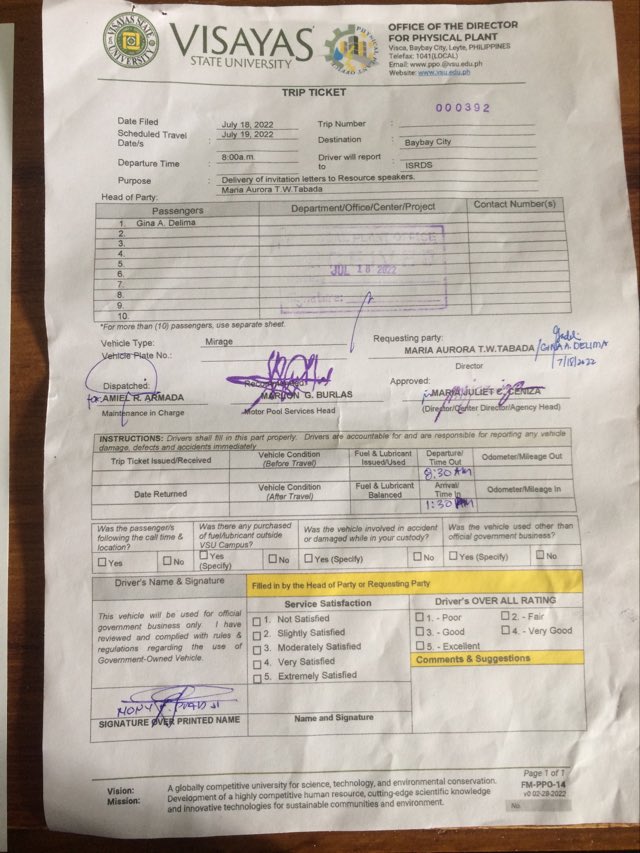 VISAYAS STATE UNIVERSITY
VISAYAS
STATE UNIVERSITY
OFFICE OF THE DIRECTOR
FOR PHYSICAL PLANT
Visca, Baybay City, Leyte, PHILIPPINES
Telefax: 1041(LOCAL)
Email: www.ppo.@vsu.edu.ph
Website: www.vsu.edu.ph
TRIP TICKET
000392
Date Filed : July 18, 2022 Trip Number :
Scheduled Travel Date/s : July 19, 2022 Destination : Baybay City
Departure Time : 8:00a.m. Driver will report to : ISRDS
Purpose : Delivery of invitation letters to Resource speakers.
Head of Party: Maria Aurora T.W.Tabada
Passengers Department/Office/Center/Project Contact Number(s)
1. Gina A. Delima
2.
3.
4.
5.
6.
7.
8.
9.
10.
JUL 18 2022
*For more than (10) passengers, use separate sheet.
Vehicle Type: Mirage Requesting party:
Vehicle Plate No.: MARIA AURORA T.W.TABADA /GINA A. DELIMA
Director 7/18/2022
Dispatched: Approved:
for: AMIEL R. ARMADA MARLON G. BURLAS MARIA JULIET C. CENIZA
Maintenance in Charge Motor Pool Services Head (Director/Center Director/Agency Head)
INSTRUCTIONS: Drivers shall fill in this part properly. Drivers are accountable for and are responsible for reporting any vehicle
damage, defects and accidents immediately
Trip Ticket Issued/Received Vehicle Condition (Before Travel) Fuel & Lubricant Issued/Used Departure/ Time Out Odometer/Mileage Out
8:30 AM
Date Returned Vehicle Condition (After Travel) Fuel & Lubricant Balanced Arrival/ Time In Odometer/Mileage In
Was the passenger/s following the call time & location?
Yes No
Was there any purchased of fuel/lubricant outside VSU Campus?
Yes (Specify) No
Was the vehicle involved in accident or damaged while in your custody?
Yes (Specify) No
Was the vehicle used other than official government business?
Yes (Specify) No
Driver's Name & Signature
Filled in by the Head of Party or Requesting Party
This vehicle will be used for official
government business only. I have
reviewed and complied with rules &
regulations regarding the use of
Government-Owned Vehicle.
SIGNATURE OVER PRINTED NAME
Service Satisfaction
1. Not Satisfied
2. Slightly Satisfied
3. Moderately Satisfied
4. Very Satisfied
5. Extremely Satisfied
Name and Signature
Driver's OVER ALL RATING
1. - Poor 2. - Fair
3. - Good 4. - Very Good
5. - Excellent
Comments & Suggestions
Page 1 of 1
FM-PPO-14
v0 02-28-2022
No.
Vision: A globally competitive university for science, technology, and environmental conservation.
Mission: Development of a highly competitive human resource, cutting-edge scientific knowledge
and innovative technologies for sustainable communities and environment.